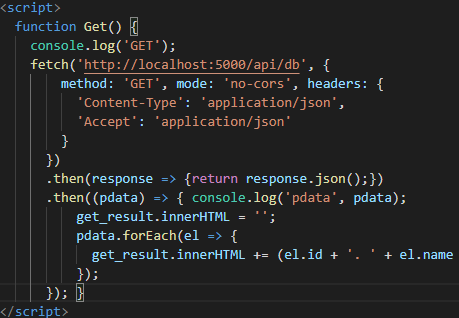 <script>
function Get() {
console.log('GET');
fetch('http://localhost:5000/api/db', {
method: 'GET', mode: 'no-cors', headers: {
'Content-Type': 'application/json',
'Accept': 'application/json'
}
})
.then(response => {return response.json();})
.then((pdata) => { console.log('pdata', pdata);
get_result.innerHTML = '';
pdata.forEach(el => {
get_result.innerHTML += (el.id + '. ' + el.name
});
}); }
</script>